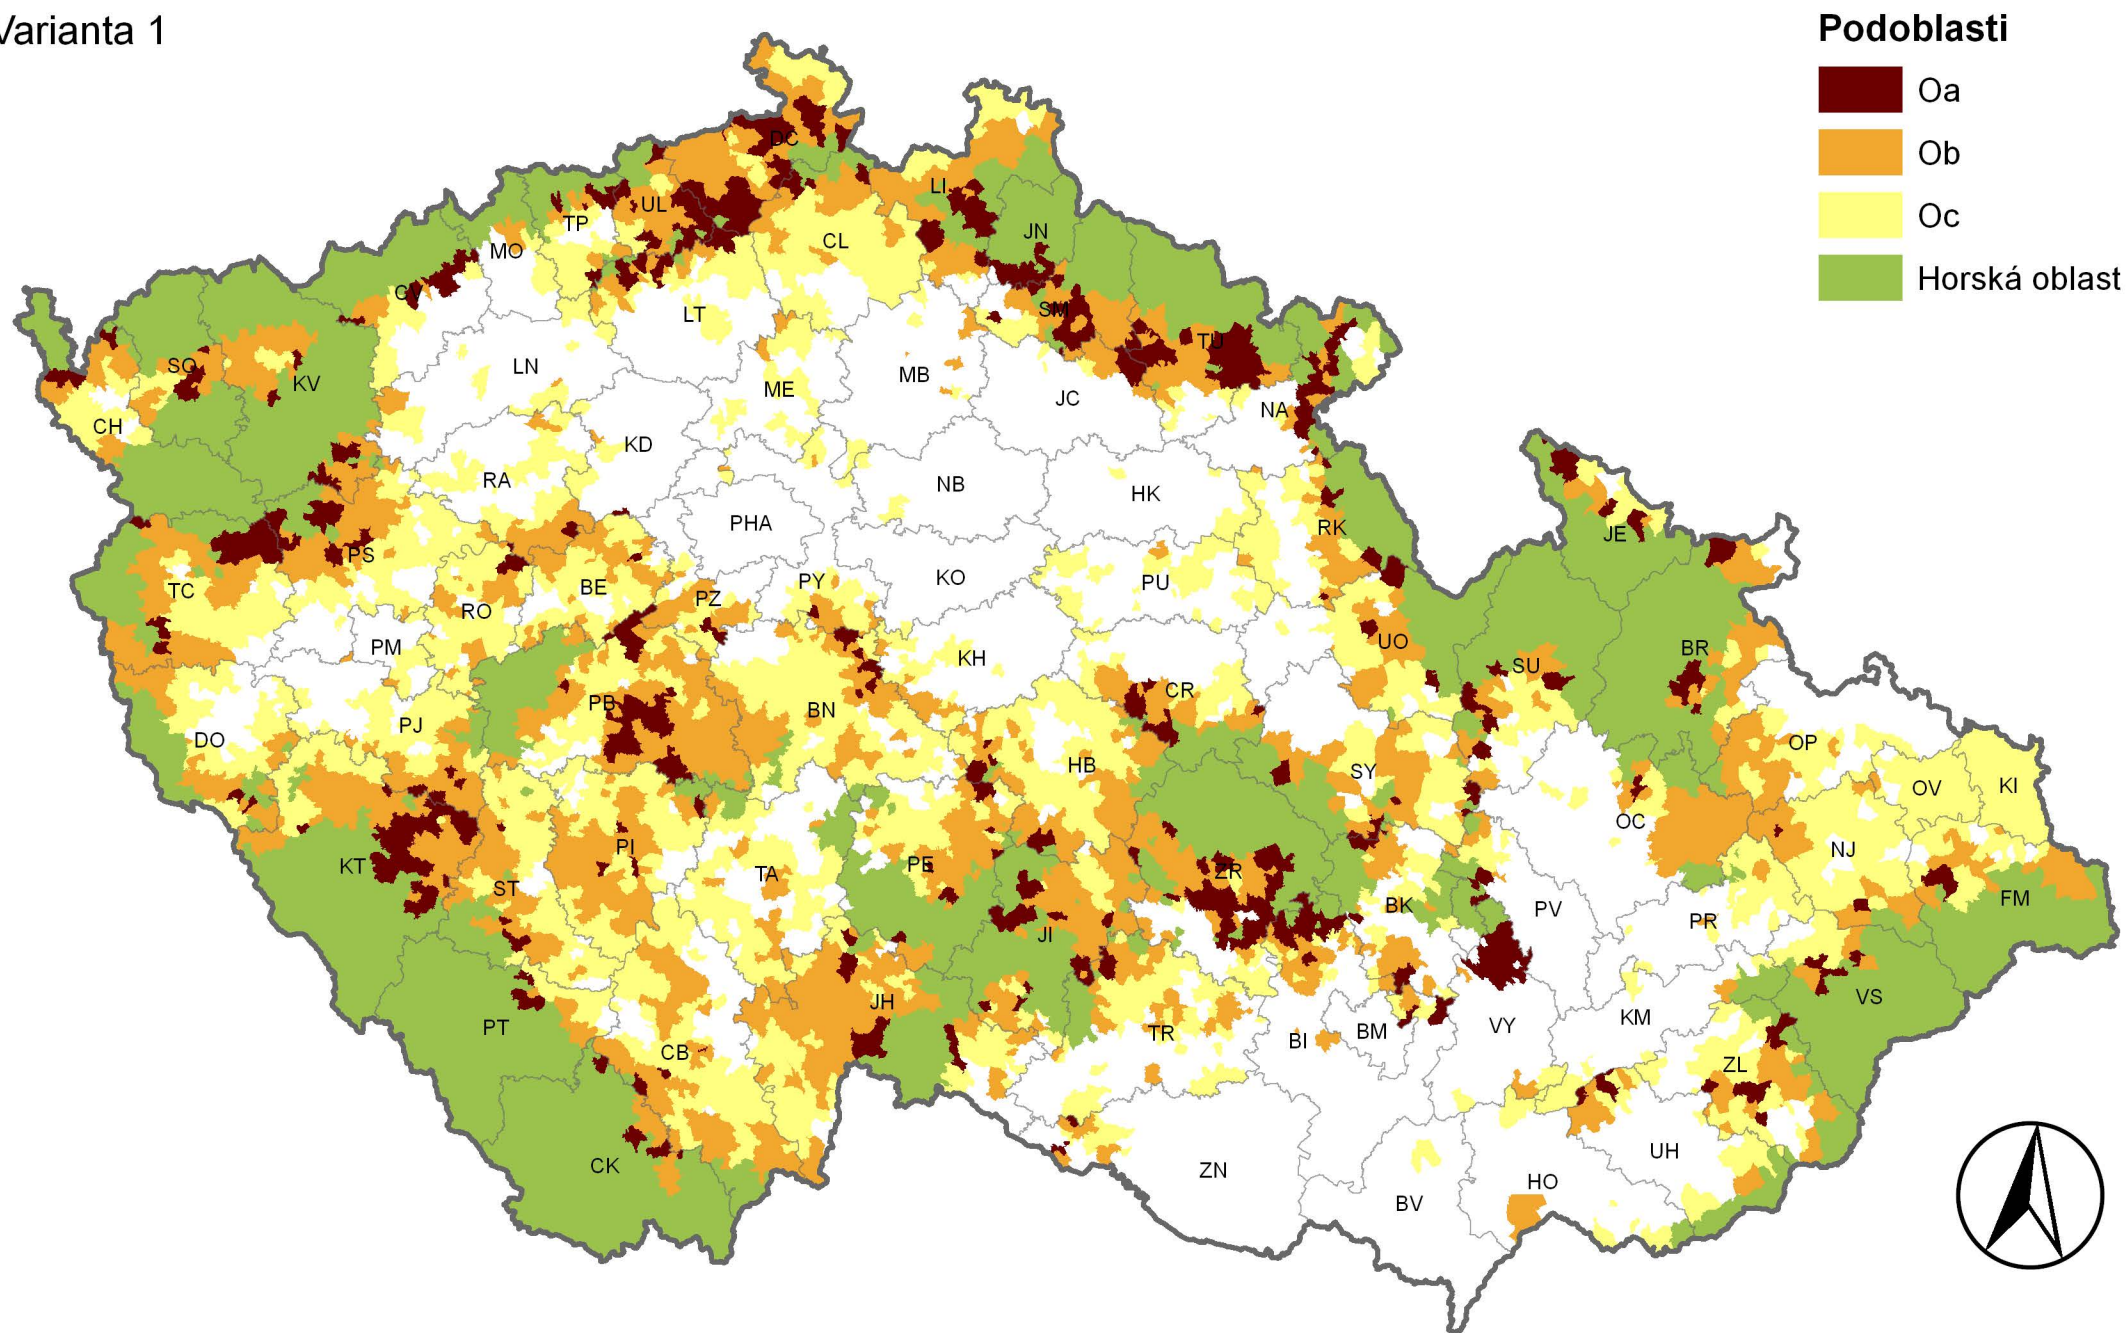 Varianta 1
Podoblasti
Oa
Ob
Oc
Horská oblast
DC
LI
UL
TP
JN
CL
MO
CV
SM
LT
TU
SO
KV
LN
MB
ME
JC
NA
CH
KD
RA
NB
HK
PHA
RK
JE
PS
KO
PU
PY
BE
TC
PZ
RO
UO
PM
KH
BR
SU
CR
PB
BN
PJ
DO
OP
HB
SY
KI
OV
OC
PI
NJ
KT
PE
TA
ZR
ST
FM
BK
PV
PR
JI
JH
VS
PT
KM
VY
BM
TR
BI
CB
ZL
UH
CK
ZN
HO
BV